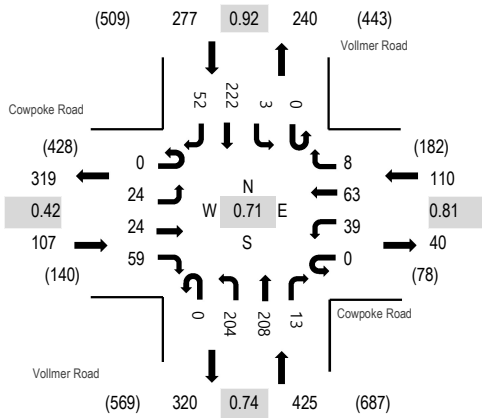 (509) 277 0.92 240 (443)
Vollmer Road
Cowpoke Road
52 222 3 0
(428) (182)
0 8
319 110
24 N 63
0.42 W 0.71 E 0.81
24 39
107 S 40
59 0
(140) (78)
0 204 208 13
Cowpoke Road
Vollmer Road
(569) 320 0.74 425 (687)